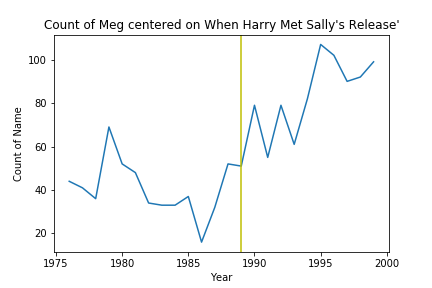 Count of Meg centered on When Harry Met Sally's Release'
Count of Name
100
80
60
40
20
1975 1980 1985 1990 1995 2000
Year